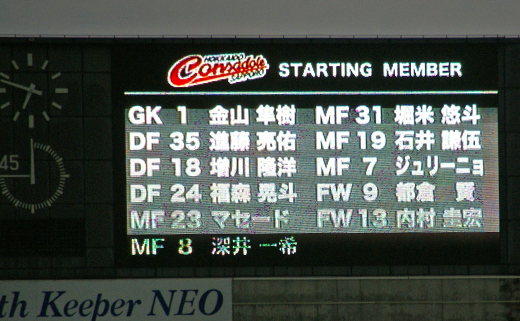 HOKKAIDO
Consadole
SAPPORO
STARTING MEMBER
GK 1 金山 隼樹 MF 31 堀米 悠斗
DF 35 進藤 亮佑 MF 19 石井 謙伍
DF 18 増川 隆洋 MF 7 ジュリーニョ
DF 24 福森 晃斗 FW 9 都倉 賢
MF 23 マセード FW 13 内村 圭宏
MF 8 深井 一希
45
th Keeper NEO